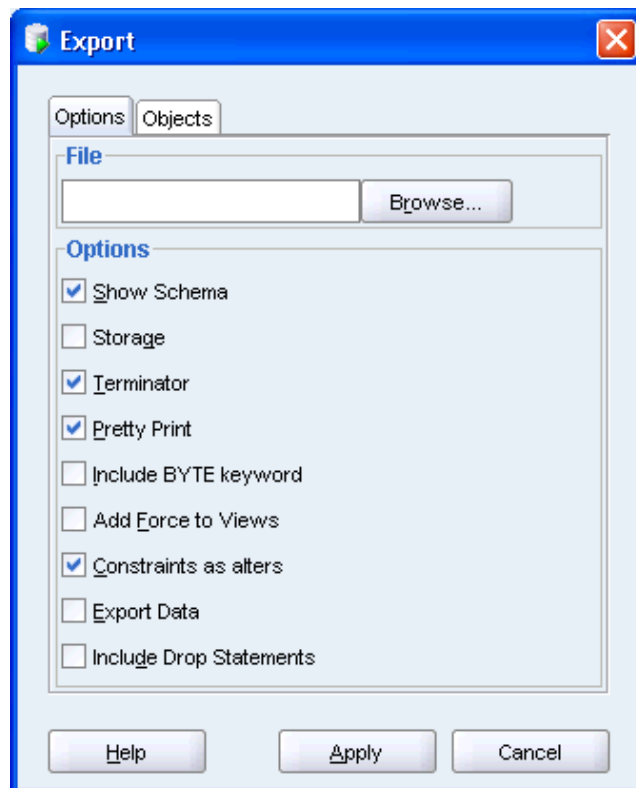 Export
Options Objects
File
Browse...
Options
Show Schema
Storage
Terminator
Pretty Print
Include BYTE keyword
Add Force to Views
Constraints as alters
Export Data
Include Drop Statements
Help Apply Cancel